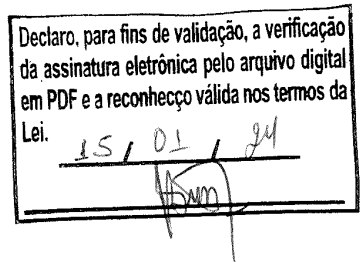 Declaro, para fins de validação, a verificação
da assinatura eletrônica pelo arquivo digital
em PDF e a reconhecço válida nos termos da
Lei.
15 / 01 / 24